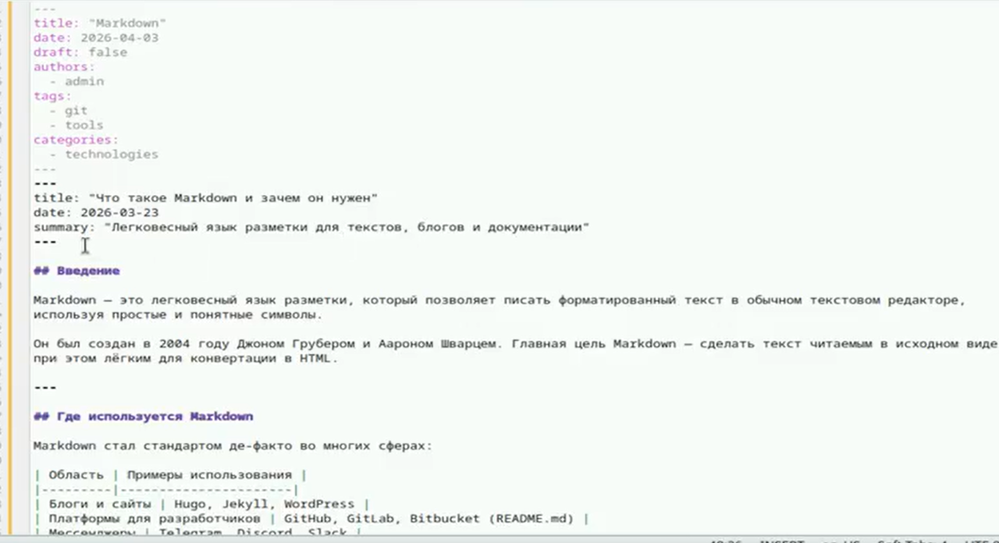 ---
title: "Markdown"
date: 2026-04-03
draft: false
authors:
  - admin
tags:
  - git
  - tools
categories:
  - technologies
---
---
title: "Что такое Markdown и зачем он нужен"
date: 2026-03-23
summary: "Легковесный язык разметки для текстов, блогов и документации"
---
## Введение
Markdown — это легковесный язык разметки, который позволяет писать форматированный текст в обычном текстовом редакторе,
используя простые и понятные символы.
Он был создан в 2004 году Джоном Грубером и Аароном Шварцем. Главная цель Markdown — сделать текст читаемым в исходном виде
при этом лёгким для конвертации в HTML.
---
## Где используется Markdown
Markdown стал стандартом де-факто во многих сферах:
| Область | Примеры использования |
|---------|----------------------|
| Блоги и сайты | Hugo, Jekyll, WordPress |
| Платформы для разработчиков | GitHub, GitLab, Bitbucket (README.md) |
| Мессенджеры | Telegram, Discord, Slack |